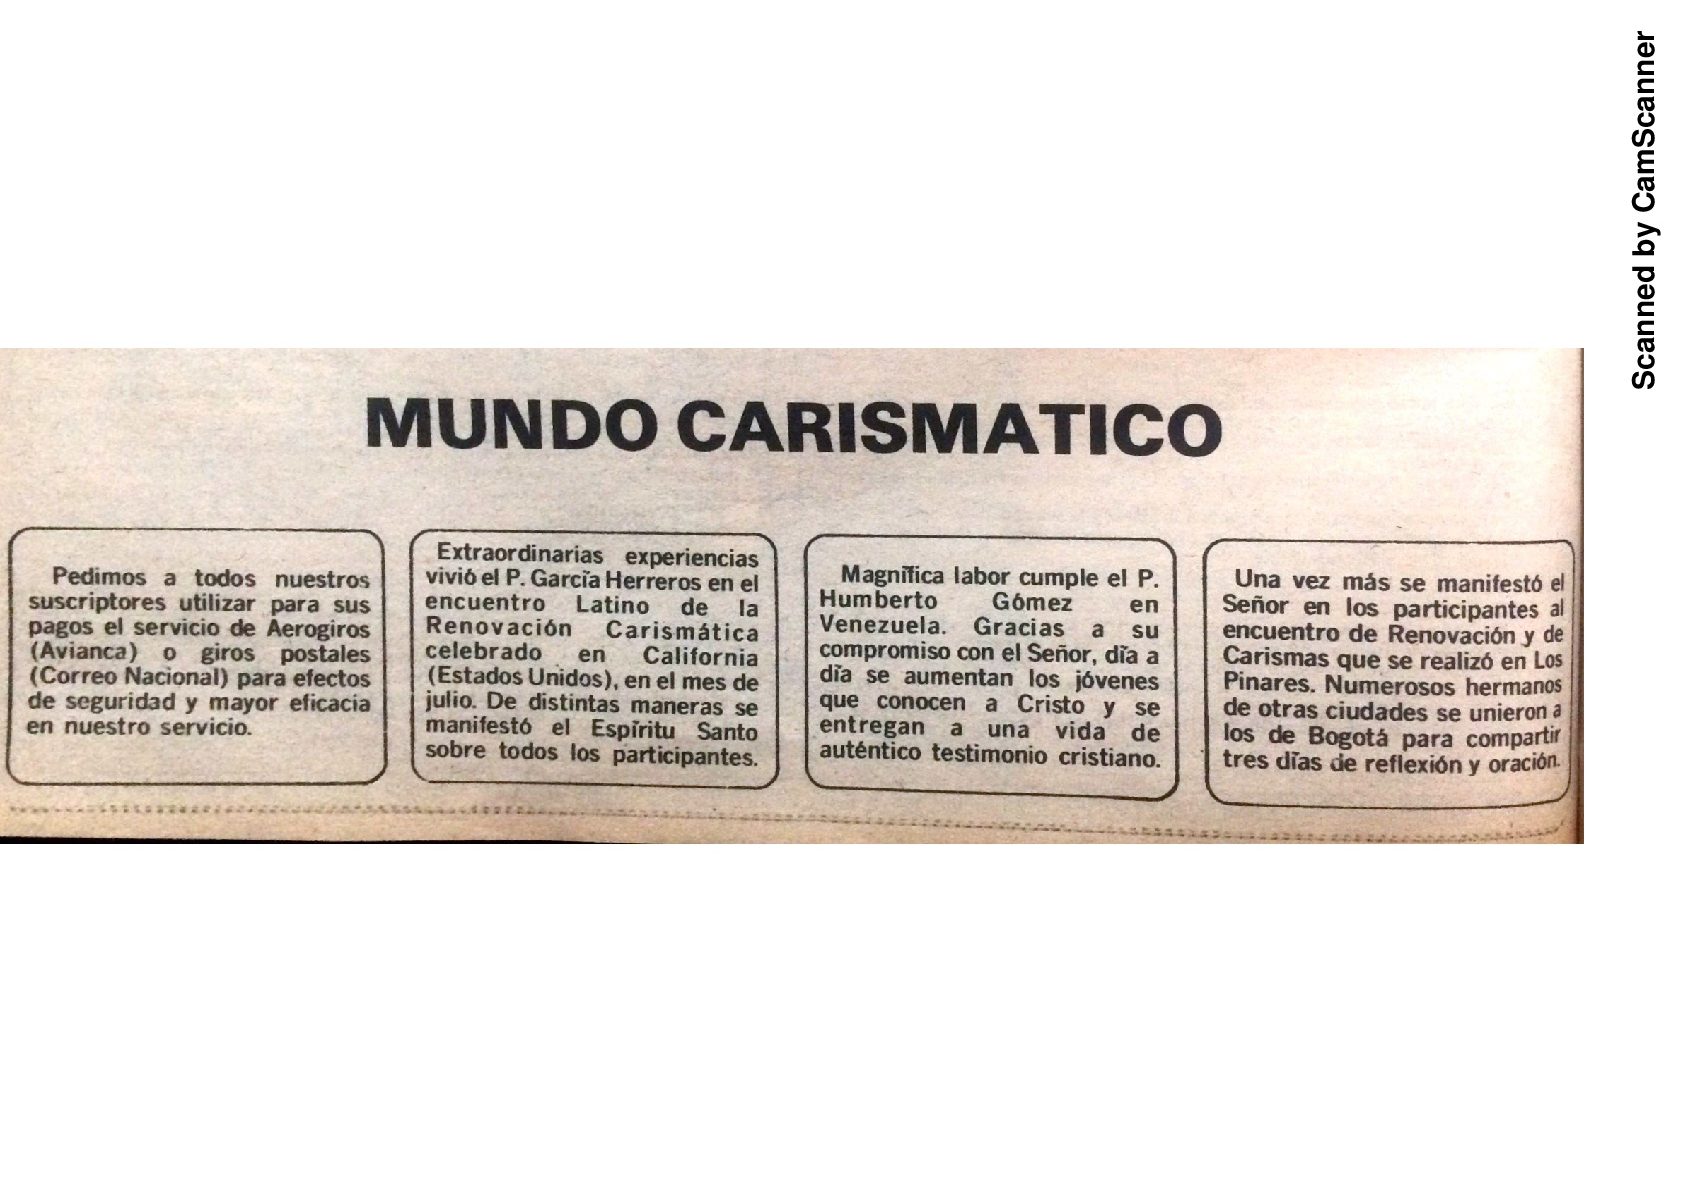 MUNDO CARISMATICO
Pedimos a todos nuestros
suscriptores utilizar para sus
pagos el servicio de Aerogiros
(Avianca) o giros postales
(Correo Nacional) para efectos
de seguridad y mayor eficacia
en nuestro servicio.
Extraordinarias experiencias
vivió el P. García Herreros en el
encuentro Latino de la
Renovación Carismática
celebrado en California
(Estados Unidos), en el mes de
julio. De distintas maneras se
manifestó el Espíritu Santo
sobre todos los participantes.
Magnífica labor cumple el P.
Humberto Gómez en
Venezuela. Gracias a su
compromiso con el Señor, día a
día se aumentan los jóvenes
que conocen a Cristo y se
entregan a una vida de
auténtico testimonio cristiano.
Una vez más se manifestó el
Señor en los participantes al
encuentro de Renovación y de
Carismas que se realizó en Los
Pinares. Numerosos hermanos
de otras ciudades se unieron a
los de Bogotá para compartir
tres días de reflexión y oración.
Scanned by CamScanner